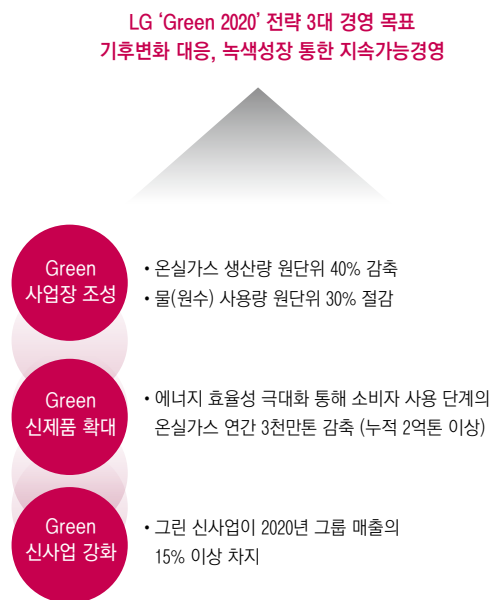 LG ‘Green 2020’ 전략 3대 경영 목표
기후변화 대응, 녹색성장 통한 지속가능경영
Green
사업장 조성
• 온실가스 생산량 원단위 40% 감축
• 물(원수) 사용량 원단위 30% 절감
Green
신제품 확대
• 에너지 효율성 극대화 통해 소비자 사용 단계의
온실가스 연간 3천만톤 감축 (누적 2억톤 이상)
Green
신사업 강화
• 그린 신사업이 2020년 그룹 매출의
15% 이상 차지